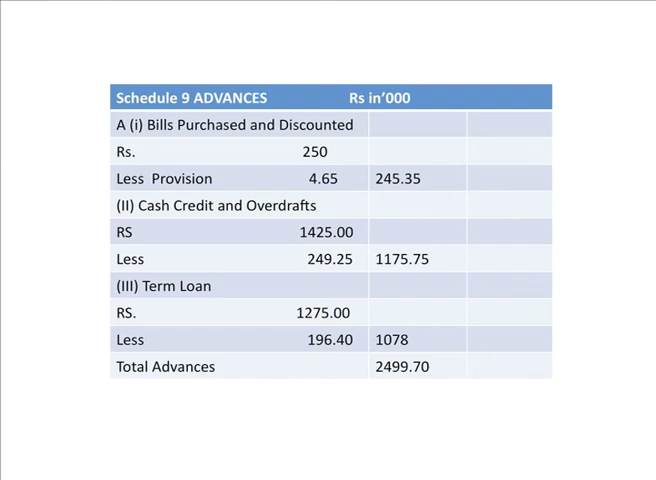 Schedule 9 ADVANCES Rs in'000
A (i) Bills Purchased and Discounted
Rs. 250
Less Provision 4.65 245.35
(II) Cash Credit and Overdrafts
RS 1425.00
Less 249.25 1175.75
(III) Term Loan
RS. 1275.00
Less 196.40 1078
Total Advances 2499.70